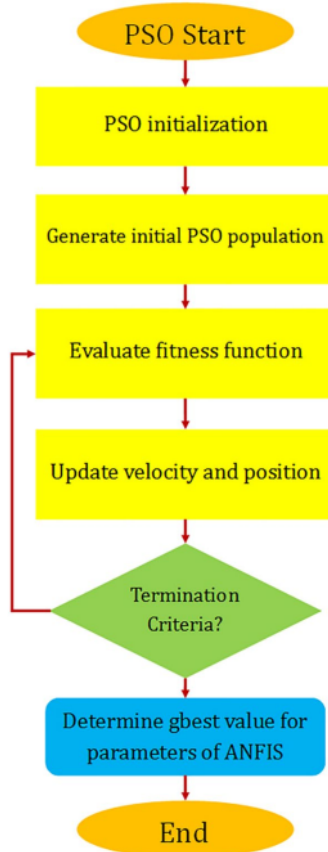 PSO Start
PSO initialization
Generate initial PSO population
Evaluate fitness function
Update velocity and position
Termination
Criteria?
Determine gbest value for
parameters of ANFIS
End